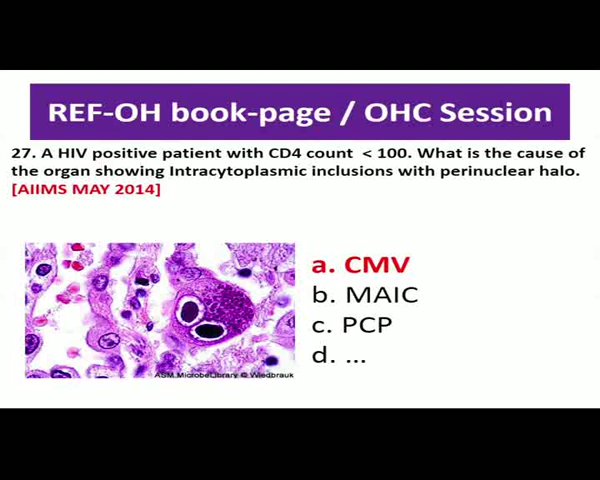 REF-OH book-page / OHC Session
27. A HIV positive patient with CD4 count < 100. What is the cause of
the organ showing Intracytoplasmic inclusions with perinuclear halo.
[AIIMS MAY 2014]
a. CMV
b. MAIC
c. PCP
d. ...
ASM MicrobeLibrary © Wiedbrauk